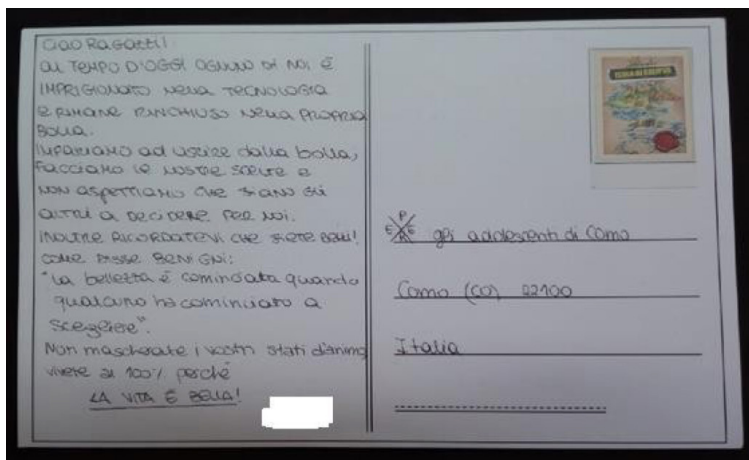 CIAO RAGAZZI!
AL TEMPO D'OGGI OGNUNO DI NOI È
IMPRIGIONATO NELLA TECNOLOGIA
E RIMANE RINCHIUSO NELLA PROPRIA
BOLLA.
IMPARIAMO ad uscire dalla bolla,
FACCIAMO le NOSTRE SCELTE e
NON ASPETTIAMO CHE SIANO GLI
ALTRI A DECIDERE PER NOI.
INOLTRE RICORDATEVI CHE SIETE BELLI!
COME DISSE BENIGNI:
"La bellezza è cominciata quando
qualcuno ha cominciato a
scegliere".
Non mascherate i vostri stati d'animo
vivete al 100% perché
LA VITA È BELLA!
gli adolescenti di Como
Como (CO) 22100
Italia